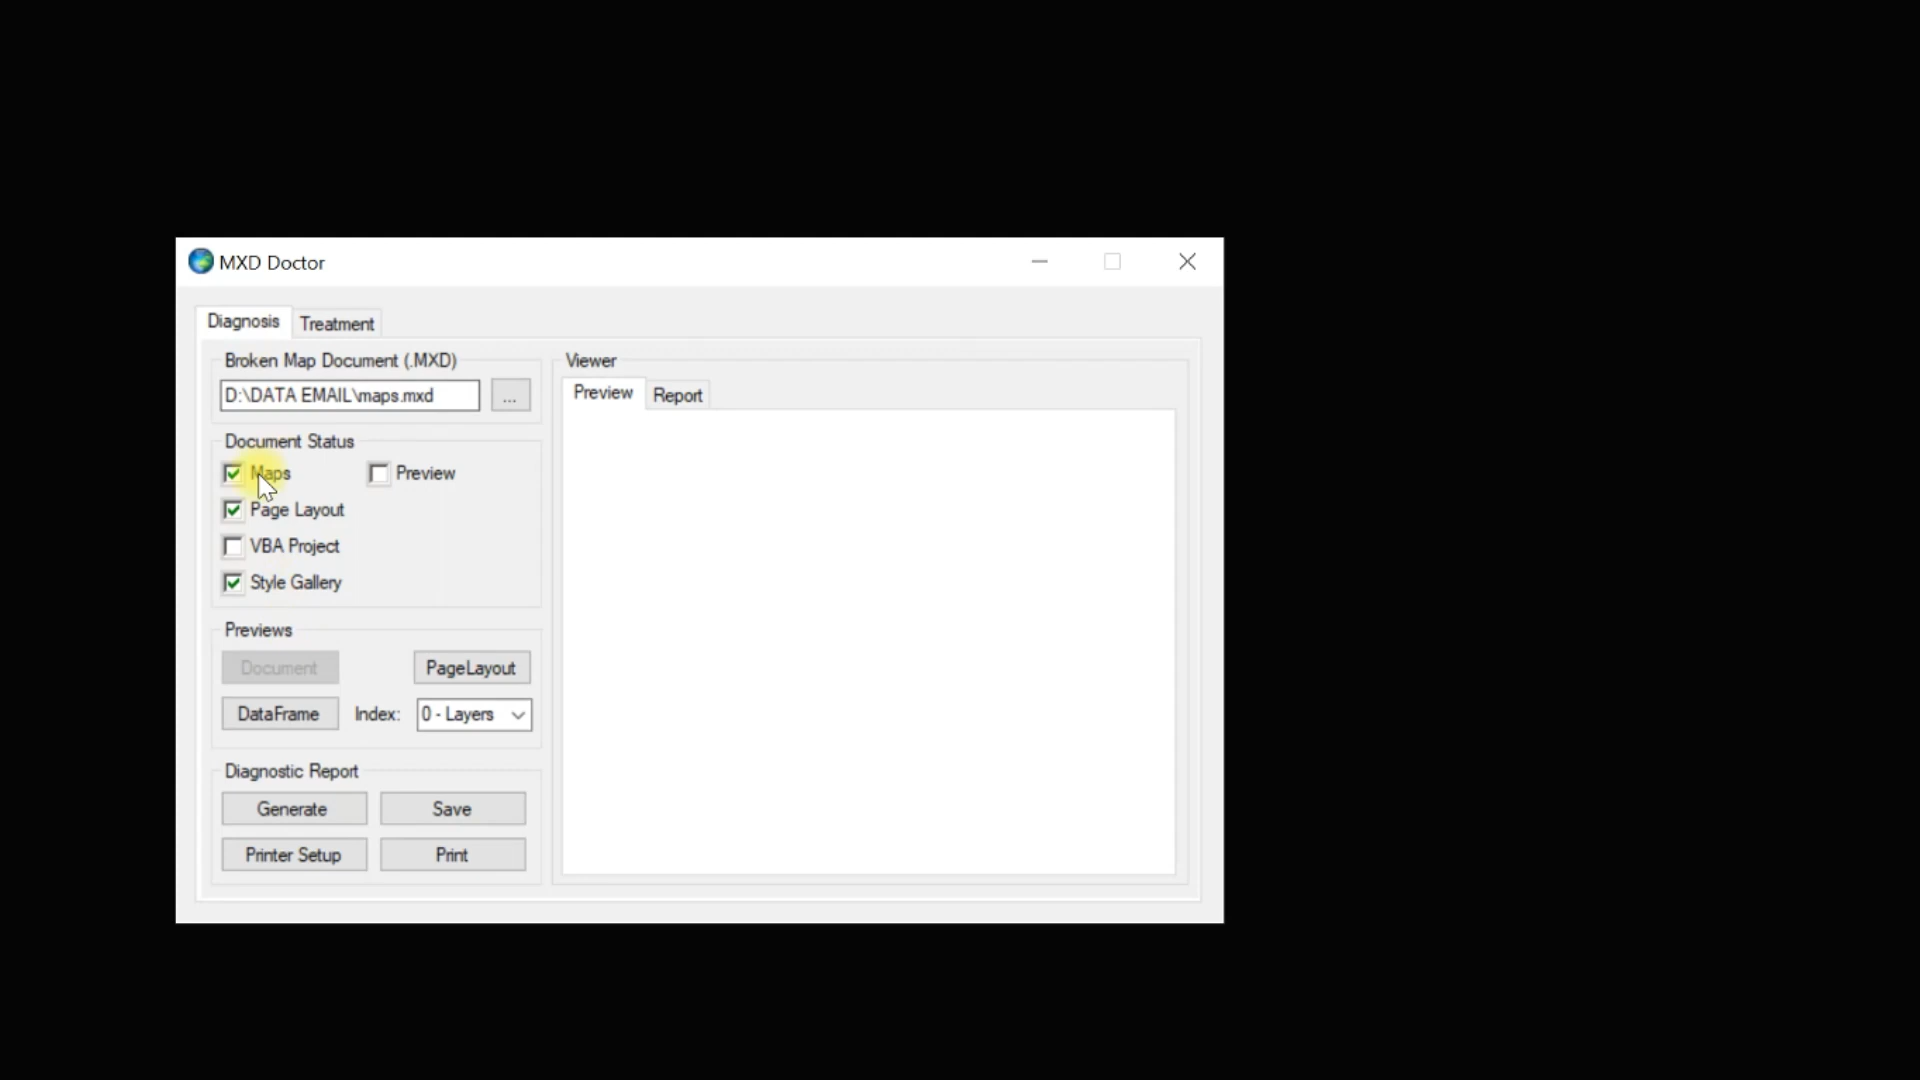 MXD Doctor
Diagnosis Treatment
Broken Map Document (.MXD)
D:\DATA EMAIL\maps.mxd ...
Document Status
Maps Preview
Page Layout
VBA Project
Style Gallery
Previews
Document PageLayout
DataFrame Index: 0 - Layers
Diagnostic Report
Generate Save
Printer Setup Print
Viewer
Preview Report